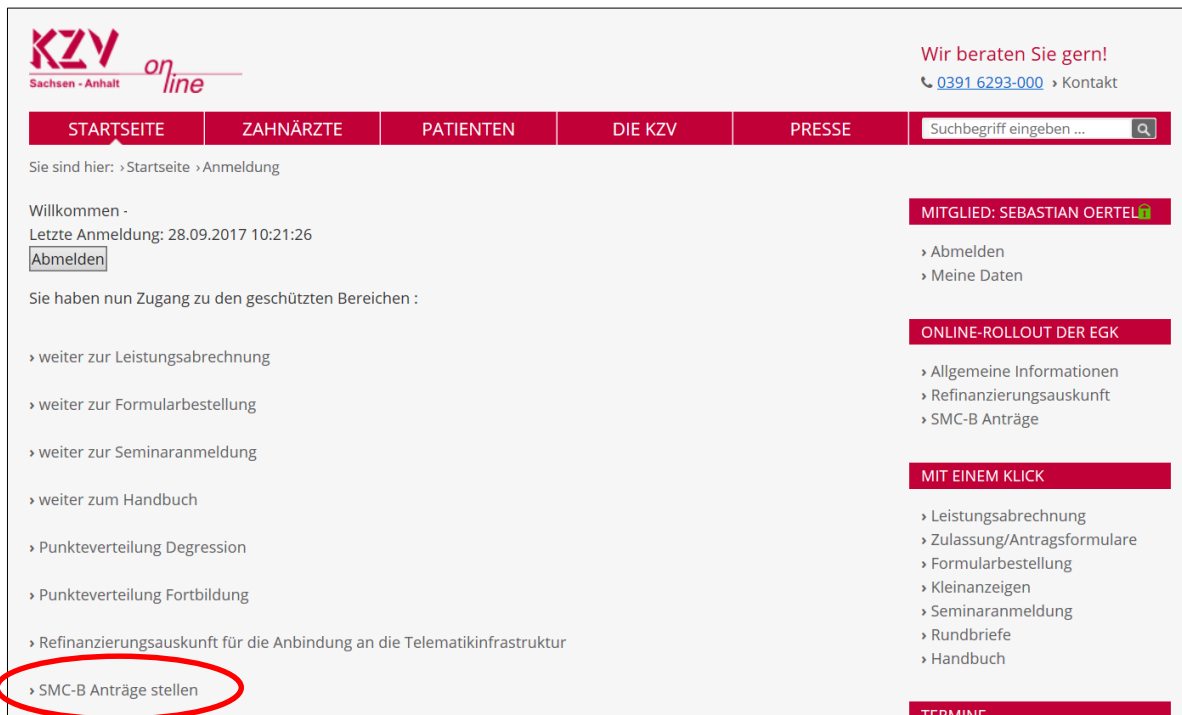 KZV online
Sachsen - Anhalt
Wir beraten Sie gern!
0391 6293-000 › Kontakt
STARTSEITE ZAHNÄRZTE PATIENTEN DIE KZV PRESSE Suchbegriff eingeben ...
Sie sind hier: › Startseite › Anmeldung
Willkommen -
Letzte Anmeldung: 28.09.2017 10:21:26
Abmelden
Sie haben nun Zugang zu den geschützten Bereichen :
› weiter zur Leistungsabrechnung
› weiter zur Formularbestellung
› weiter zur Seminaranmeldung
› weiter zum Handbuch
› Punkteverteilung Degression
› Punkteverteilung Fortbildung
› Refinanzierungsauskunft für die Anbindung an die Telematikinfrastruktur
› SMC-B Anträge stellen
MITGLIED: SEBASTIAN OERTEL
› Abmelden
› Meine Daten
ONLINE-ROLLOUT DER EGK
› Allgemeine Informationen
› Refinanzierungsauskunft
› SMC-B Anträge
MIT EINEM KLICK
› Leistungsabrechnung
› Zulassung/Antragsformulare
› Formularbestellung
› Kleinanzeigen
› Seminaranmeldung
› Rundbriefe
› Handbuch
TERMINE